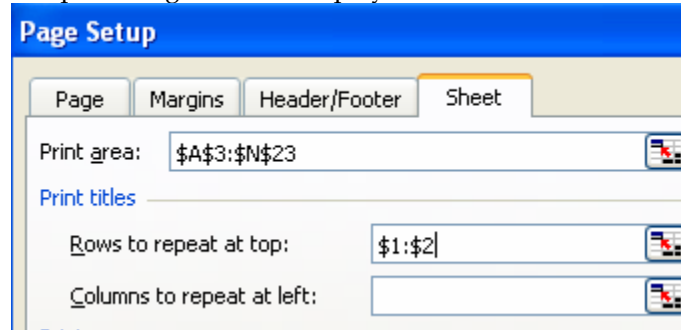 Page Setup
Page Margins Header/Footer Sheet
Print area: $A$3:$N$23
Print titles
Rows to repeat at top: $1:$2
Columns to repeat at left: